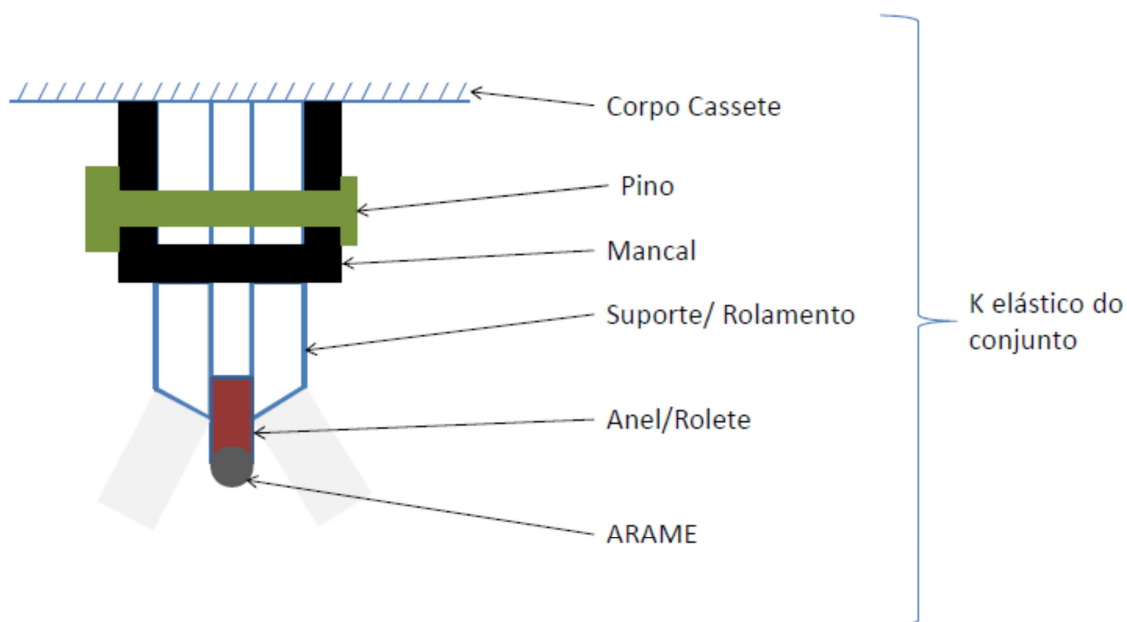 Corpo Cassete
Pino
Mancal
Suporte/ Rolamento
K elástico do
conjunto
Anel/Rolete
ARAME